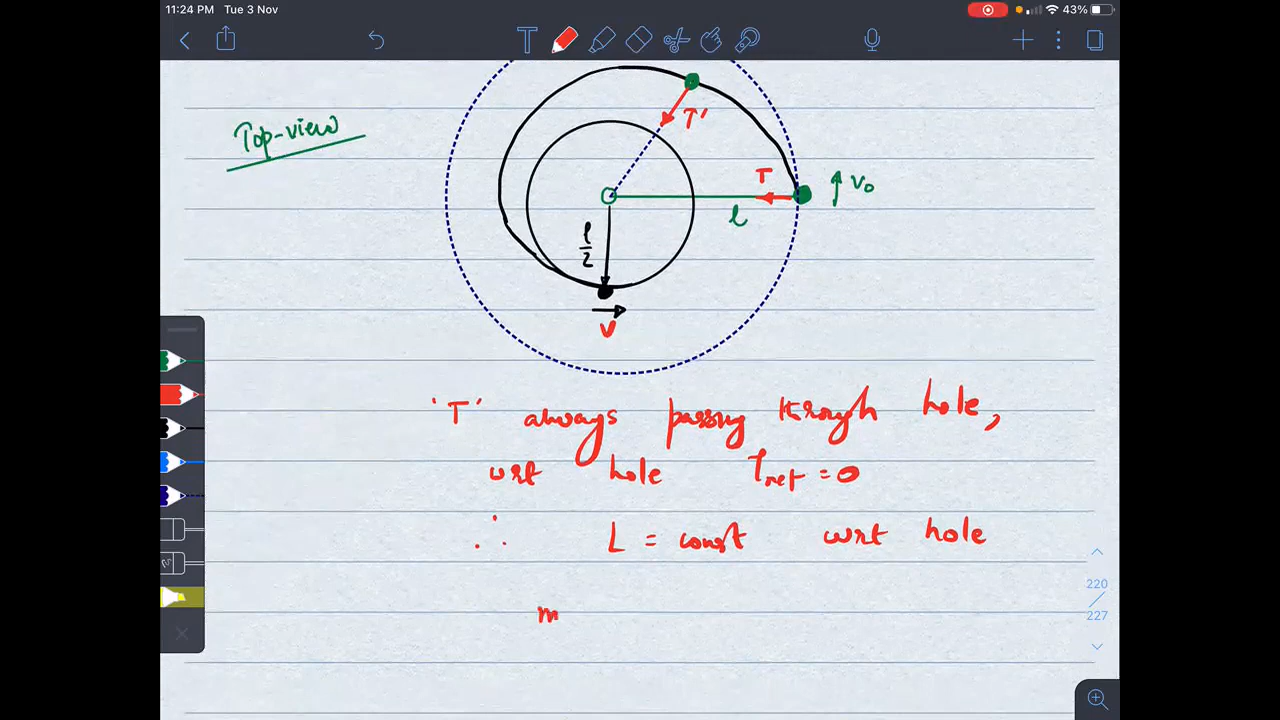 11:24 PM Tue 3 Nov
43%
T
Top-view
T'
T
v₀
l
l/2
v
'T' always passing through hole,
wrt hole τnet = 0
∴ L = const wrt hole
m
220
227